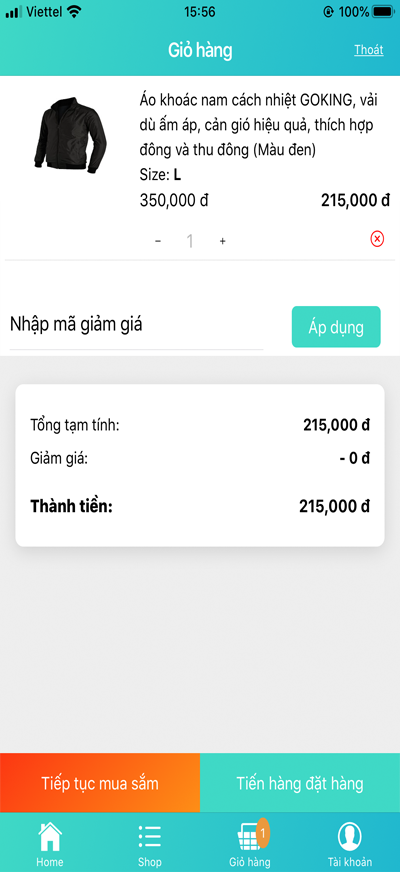 Viettel 15:56 100%
Giỏ hàng Thoát
Áo khoác nam cách nhiệt GOKING, vải
dù ấm áp, cản gió hiệu quả, thích hợp
đông và thu đông (Màu đen)
Size: L
350,000 đ 215,000 đ
- 1 +
Nhập mã giảm giá Áp dụng
Tổng tạm tính: 215,000 đ
Giảm giá: - 0 đ
Thành tiền: 215,000 đ
Tiếp tục mua sắm Tiến hàng đặt hàng
1
Home Shop Giỏ hàng Tài khoản